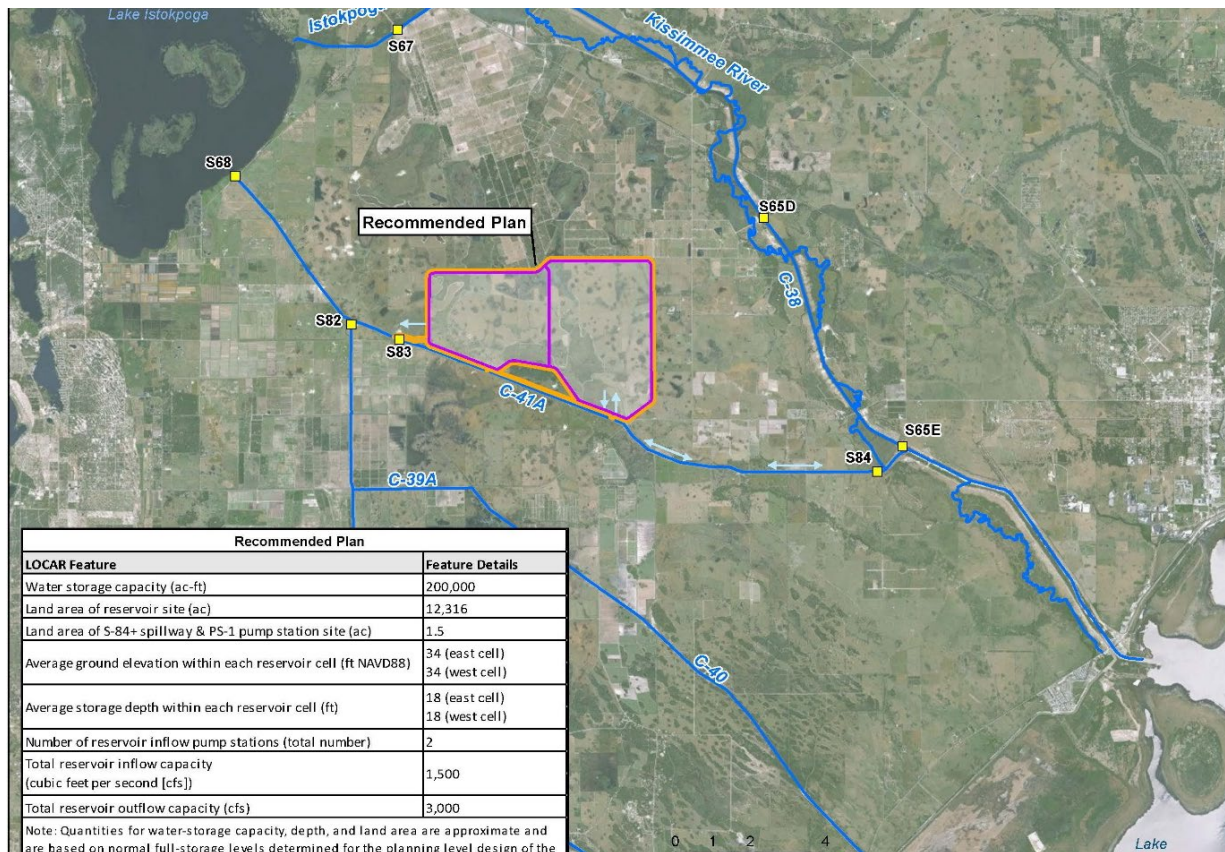 Lake Istokpoga
Istokpoga
S67
Kissimmee River
S68
S65D
Recommended Plan
C-38
S82
S83
C-41A
S65E
S84
C-39A
C-40
Recommended Plan
LOCAR Feature Feature Details
Water storage capacity (ac-ft) 200,000
Land area of reservoir site (ac) 12,316
Land area of S-84+ spillway & PS-1 pump station site (ac) 1.5
Average ground elevation within each reservoir cell (ft NAVD88) 34 (east cell)
34 (west cell)
Average storage depth within each reservoir cell (ft) 18 (east cell)
18 (west cell)
Number of reservoir inflow pump stations (total number) 2
Total reservoir inflow capacity
(cubic feet per second [cfs]) 1,500
Total reservoir outflow capacity (cfs) 3,000
Note: Quantities for water-storage capacity, depth, and land area are approximate and
are based on normal full-storage levels determined for the planning level design of the
0 1 2 4
Lake